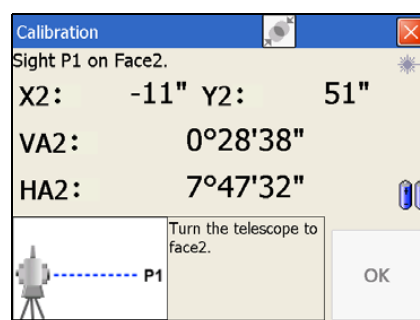 Calibration
Sight P1 on Face2.
X2: -11" Y2: 51"
VA2: 0°28'38"
HA2: 7°47'32"
Turn the telescope to
face2.
P1
OK